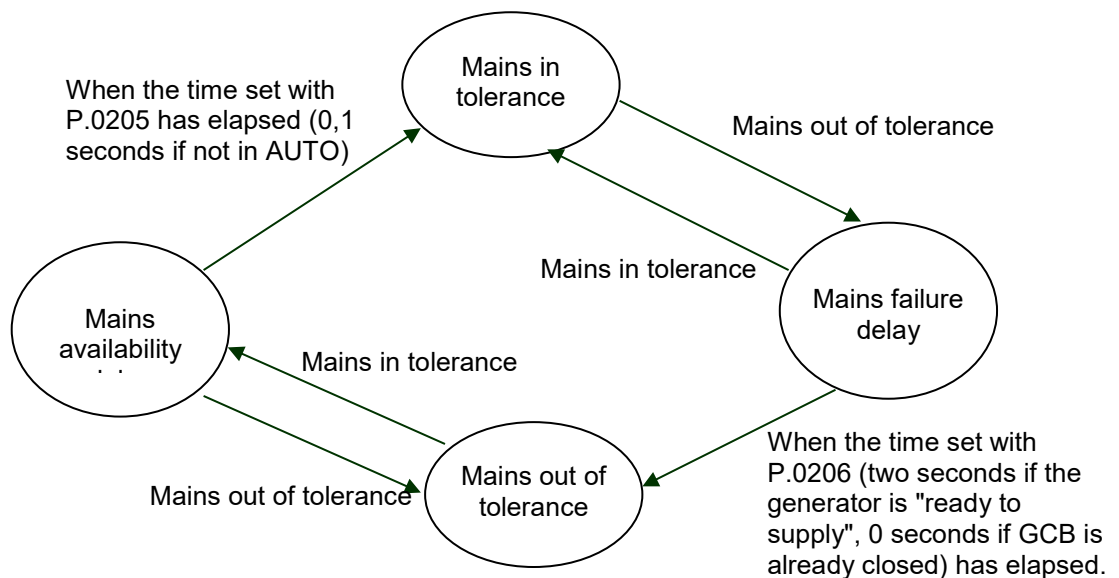 Mains in
tolerance
When the time set with
P.0205 has elapsed (0,1
seconds if not in AUTO)
Mains out of tolerance
Mains in tolerance
Mains failure
delay
Mains
availability
Mains in tolerance
Mains out of tolerance
Mains out of
tolerance
When the time set with
P.0206 (two seconds if the
generator is "ready to
supply", 0 seconds if GCB is
already closed) has elapsed.